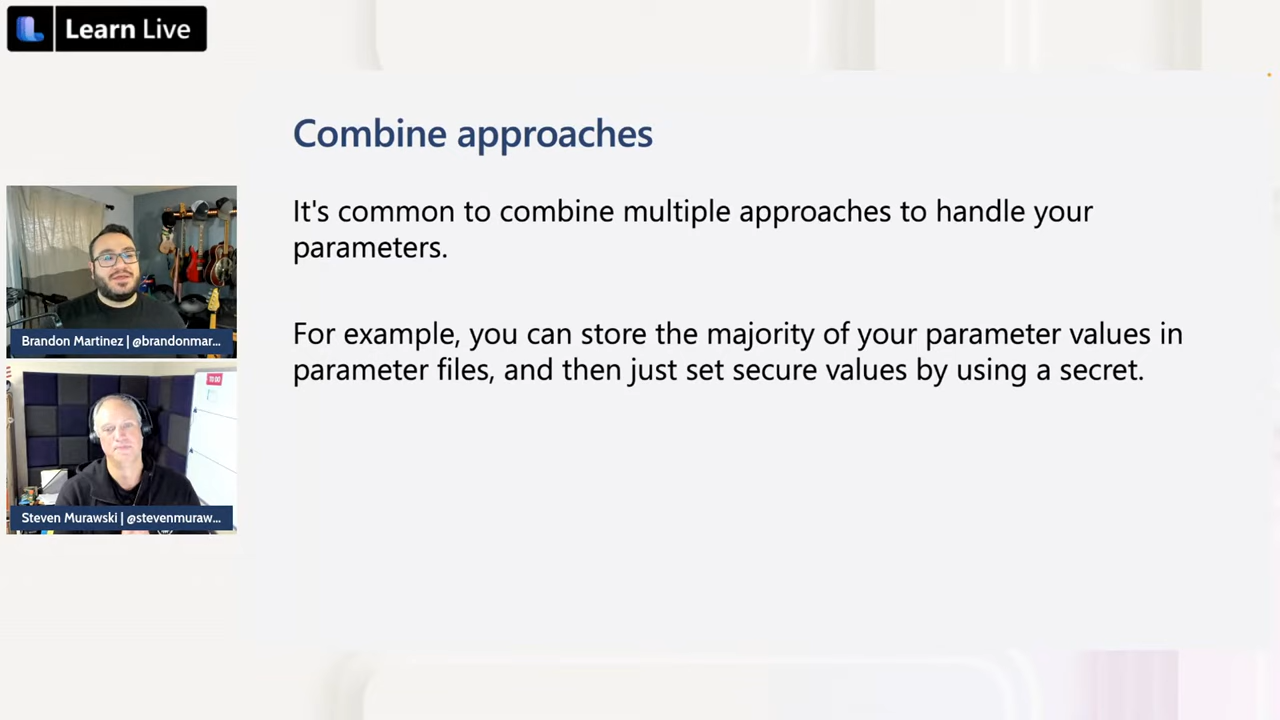 Learn Live
Combine approaches
It's common to combine multiple approaches to handle your
parameters.
For example, you can store the majority of your parameter values in
parameter files, and then just set secure values by using a secret.
Brandon Martinez | @brandonmar...
11:00
Steven Murawski | @stevenmuraw...